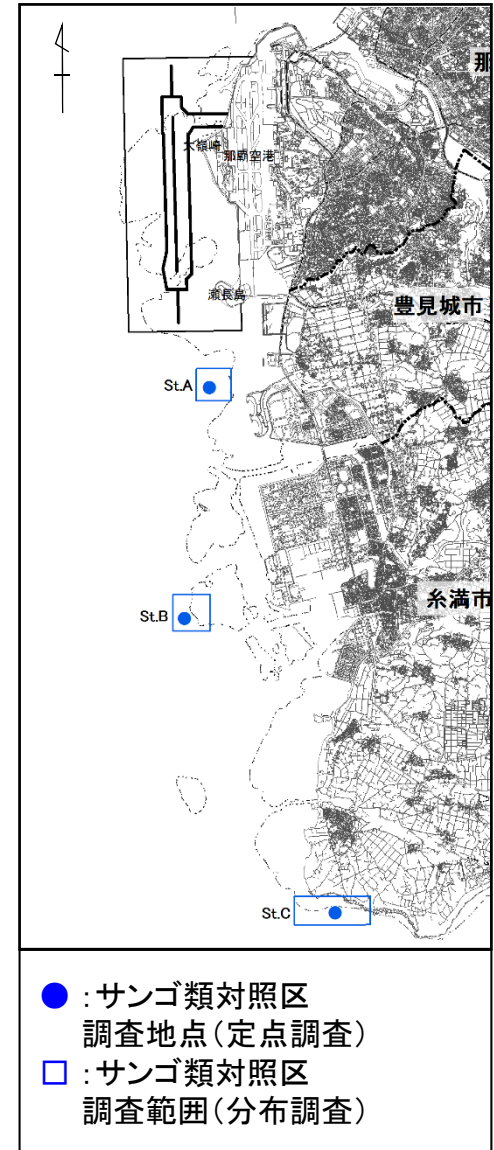 那
大嶺崎
那覇空港
瀬長島
豊見城市
St.A
糸満市
St.B
St.C
●：サンゴ類対照区
調査地点（定点調査）
□：サンゴ類対照区
調査範囲（分布調査）